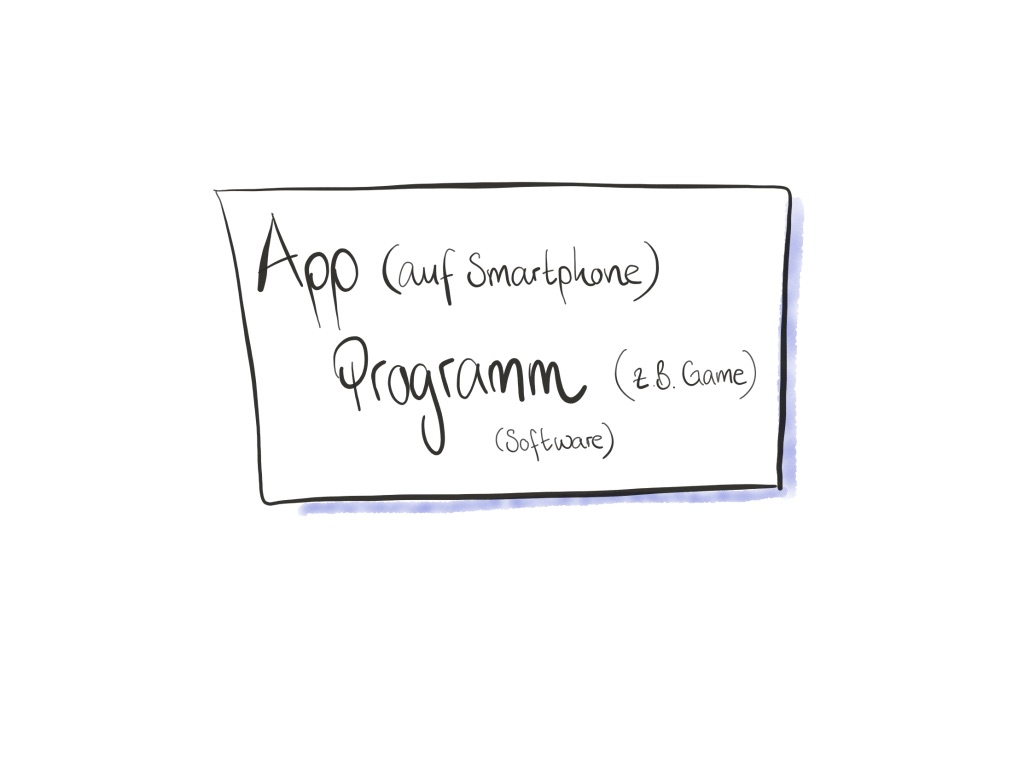 App (auf Smartphone)
Programm (z.B. Game)
(Software)